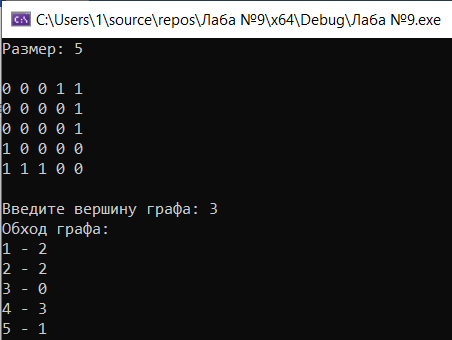 C:\Users\1\source\repos\Лаба №9\x64\Debug\Лаба №9.exe
Размер: 5
0 0 0 1 1
0 0 0 0 1
0 0 0 0 1
1 0 0 0 0
1 1 1 0 0
Введите вершину графа: 3
Обход графа:
1 - 2
2 - 2
3 - 0
4 - 3
5 - 1